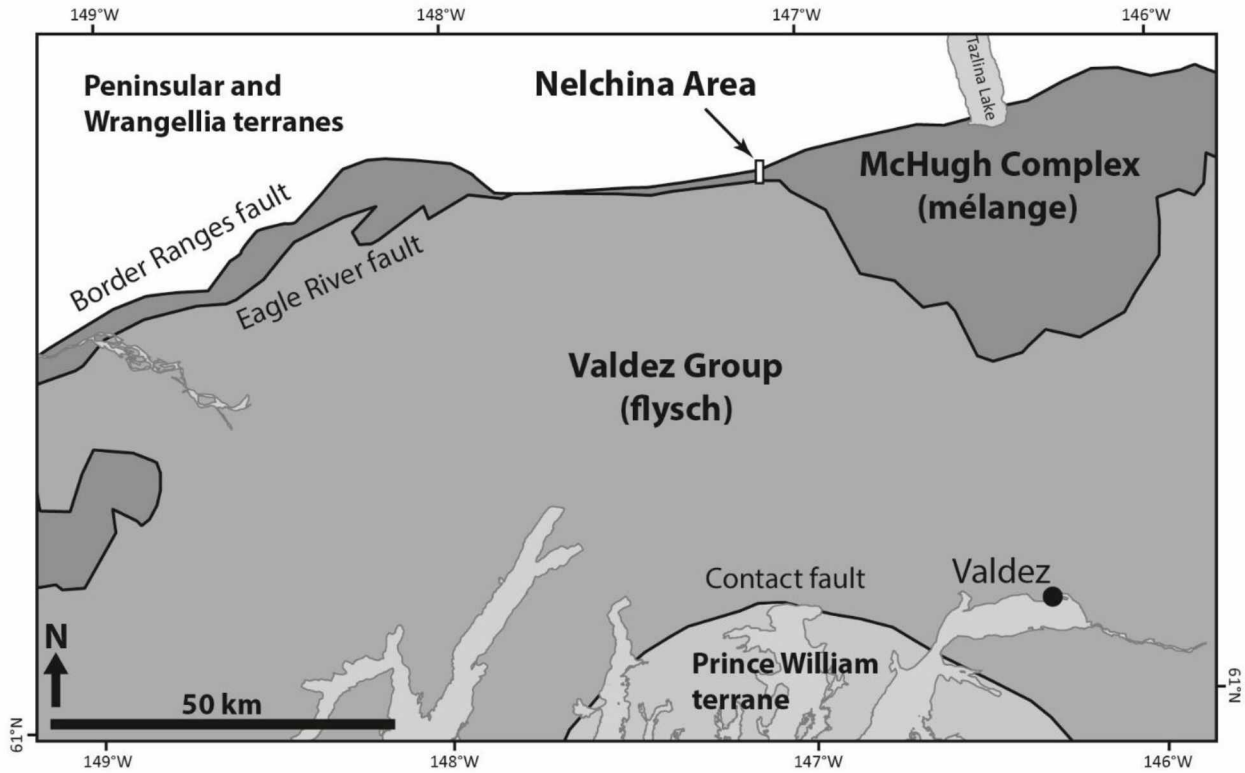 149°W
148°W
147°W
146°W
Peninsular and
Wrangellia terranes
Nelchina Area
Tazlina Lake
McHugh Complex
(mélange)
Border Ranges fault
Eagle River fault
Valdez Group
(flysch)
Contact fault
Valdez
Prince William
terrane
N
50 km
61°N
61°N
149°W
148°W
147°W
146°W